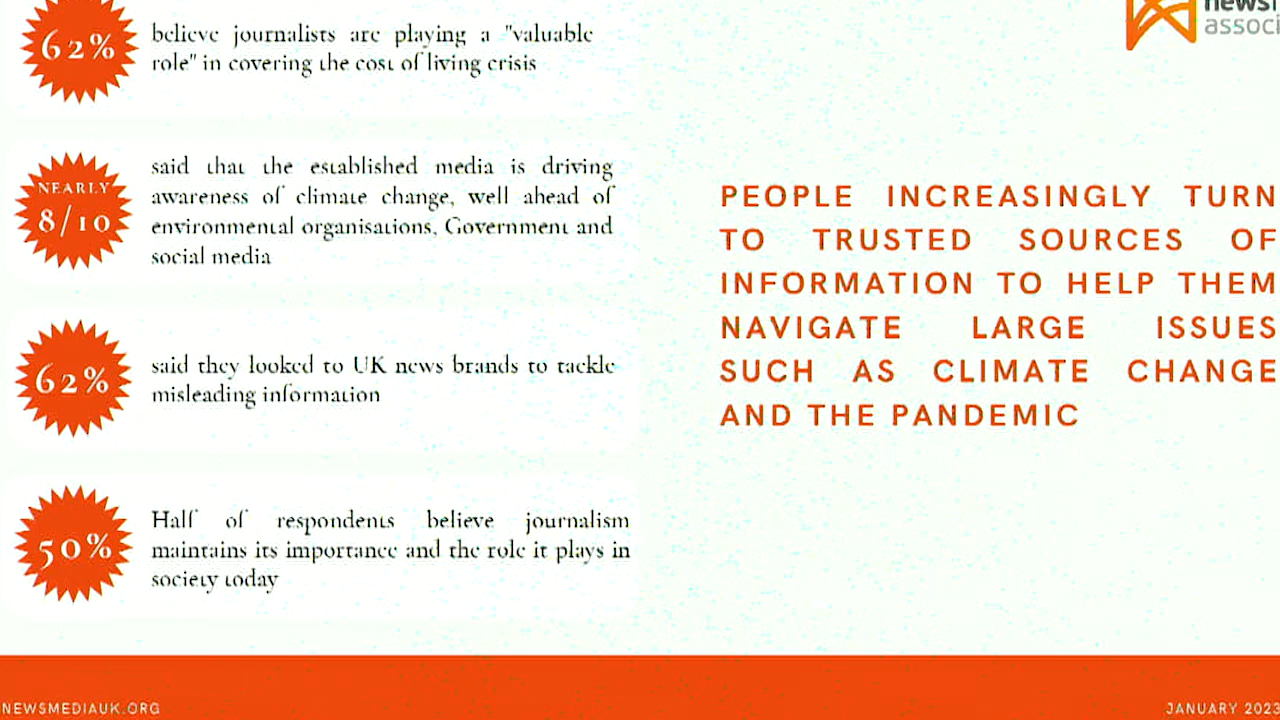 62%
believe journalists are playing a "valuable
role" in covering the cost of living crisis
NEARLY
8/10
said that the established media is driving
awareness of climate change, well ahead of
environmental organisations, Government and
social media
62%
said they looked to UK news brands to tackle
misleading information
50%
Half of respondents believe journalism
maintains its importance and the role it plays in
society today
PEOPLE INCREASINGLY TURN
TO TRUSTED SOURCES OF
INFORMATION TO HELP THEM
NAVIGATE LARGE ISSUES
SUCH AS CLIMATE CHANGE
AND THE PANDEMIC
NEWSMEDIAUK.ORG
JANUARY 2023